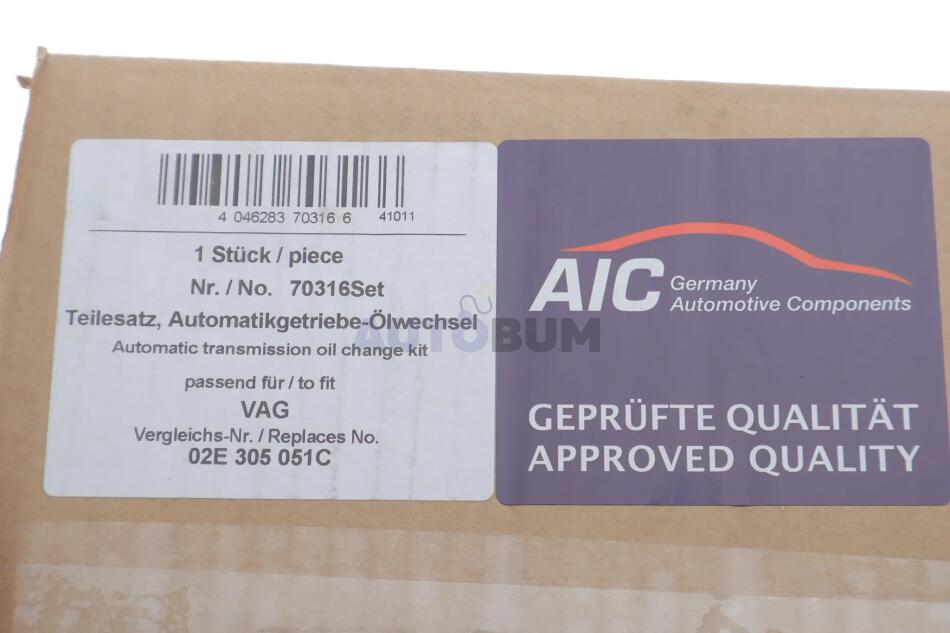 4 046283 70316 6 41011
1 Stück / piece
Nr. / No. 70316Set
Teilesatz, Automatikgetriebe-Ölwechsel
Automatic transmission oil change kit
passend für / to fit
VAG
Vergleichs-Nr. / Replaces No.
02E 305 051C
AIC Germany
Automotive Components
GEPRÜFTE QUALITÄT
APPROVED QUALITY
AUTOBUM